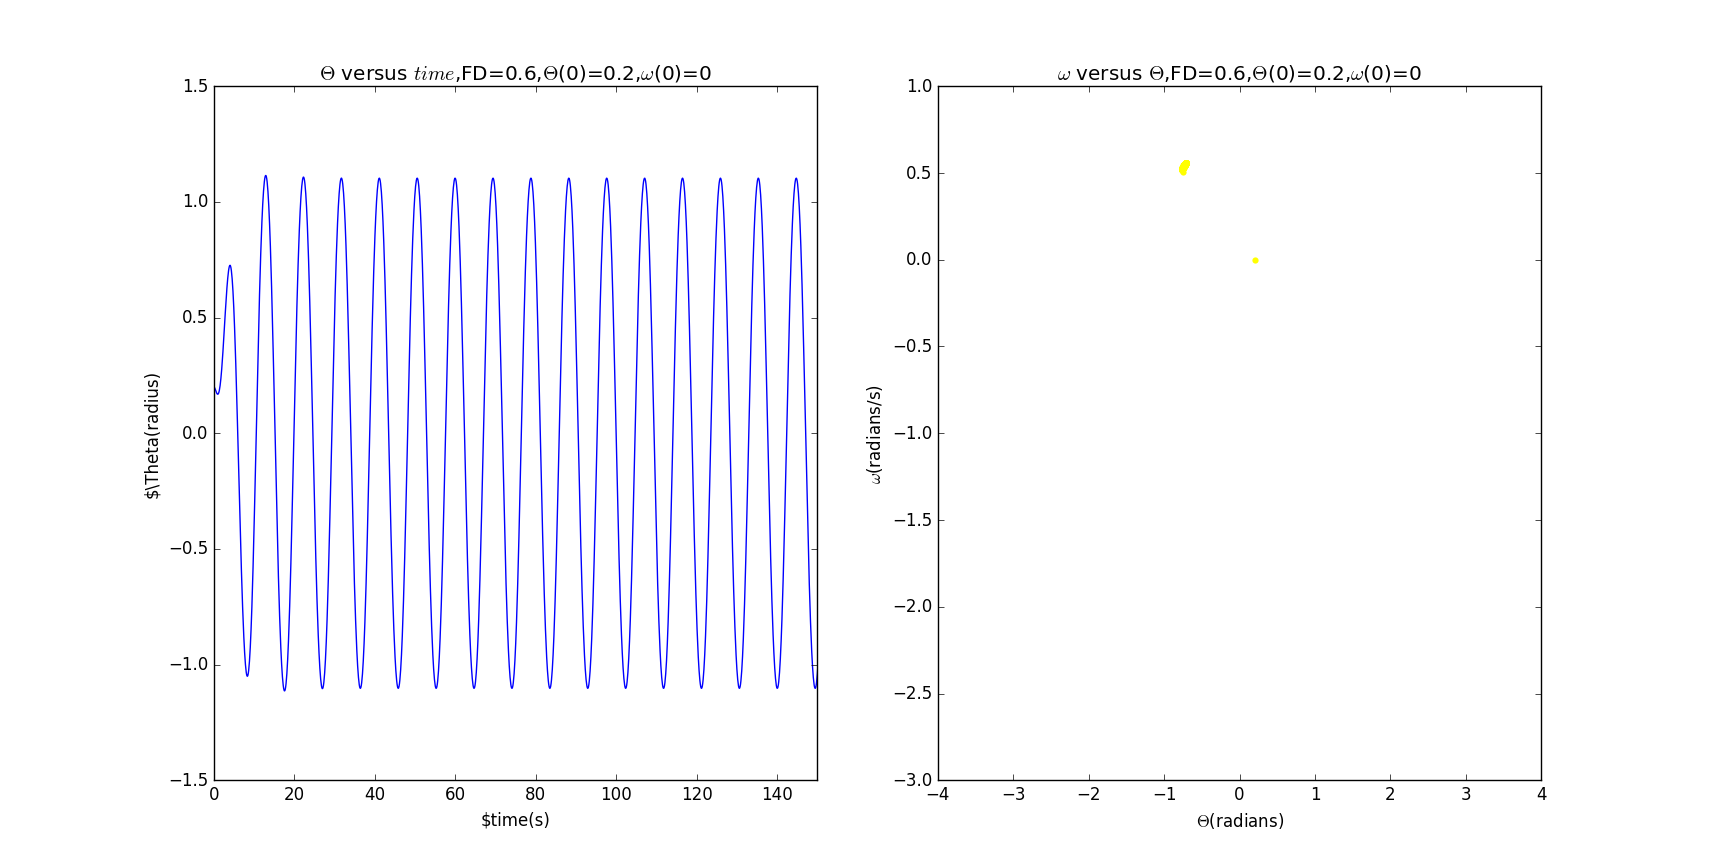 Θ versus time,FD=0.6,Θ(0)=0.2,ω(0)=0
1.5
1.0
0.5
0.0
−0.5
−1.0
−1.5
$\Theta(radius)
0 20 40 60 80 100 120 140
$time(s)
ω versus Θ,FD=0.6,Θ(0)=0.2,ω(0)=0
1.0
0.5
0.0
−0.5
−1.0
−1.5
−2.0
−2.5
−3.0
ω(radians/s)
−4 −3 −2 −1 0 1 2 3 4
Θ(radians)